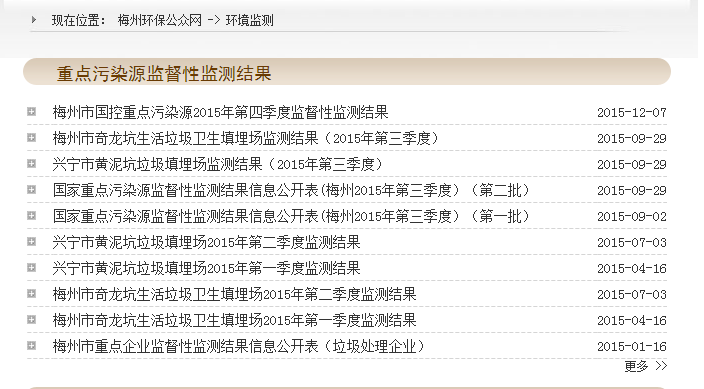 现在位置： 梅州环保公众网 -> 环境监测
重点污染源监督性监测结果
梅州市国控重点污染源2015年第四季度监督性监测结果 2015-12-07
梅州市奇龙坑生活垃圾卫生填埋场监测结果（2015年第三季度） 2015-09-29
兴宁市黄泥坑垃圾填埋场监测结果（2015年第三季度） 2015-09-29
国家重点污染源监督性监测结果信息公开表(梅州2015年第三季度）（第二批） 2015-09-29
国家重点污染源监督性监测结果信息公开表(梅州2015年第三季度）（第一批） 2015-09-02
兴宁市黄泥坑垃圾填埋场2015年第二季度监测结果 2015-07-03
兴宁市黄泥坑垃圾填埋场2015年第一季度监测结果 2015-04-16
梅州市奇龙坑生活垃圾卫生填埋场2015年第二季度监测结果 2015-07-03
梅州市奇龙坑生活垃圾卫生填埋场2015年第一季度监测结果 2015-04-16
梅州市重点企业监督性监测结果信息公开表（垃圾处理企业） 2015-01-16
更多 >>